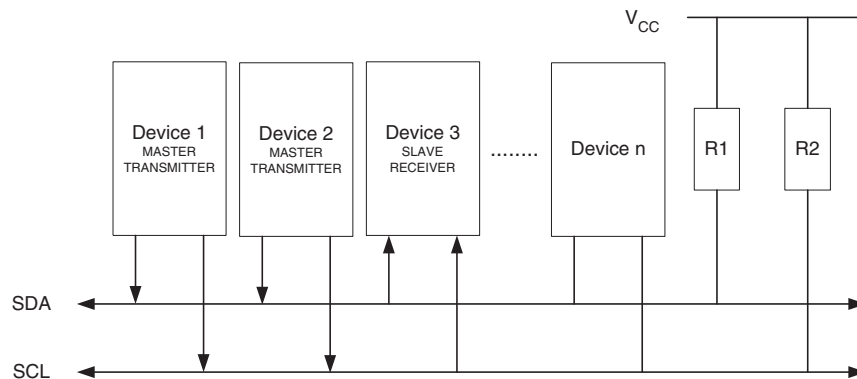 VCC
Device 1
MASTER
TRANSMITTER
Device 2
MASTER
TRANSMITTER
Device 3
SLAVE
RECEIVER
........
Device n
R1
R2
SDA
SCL